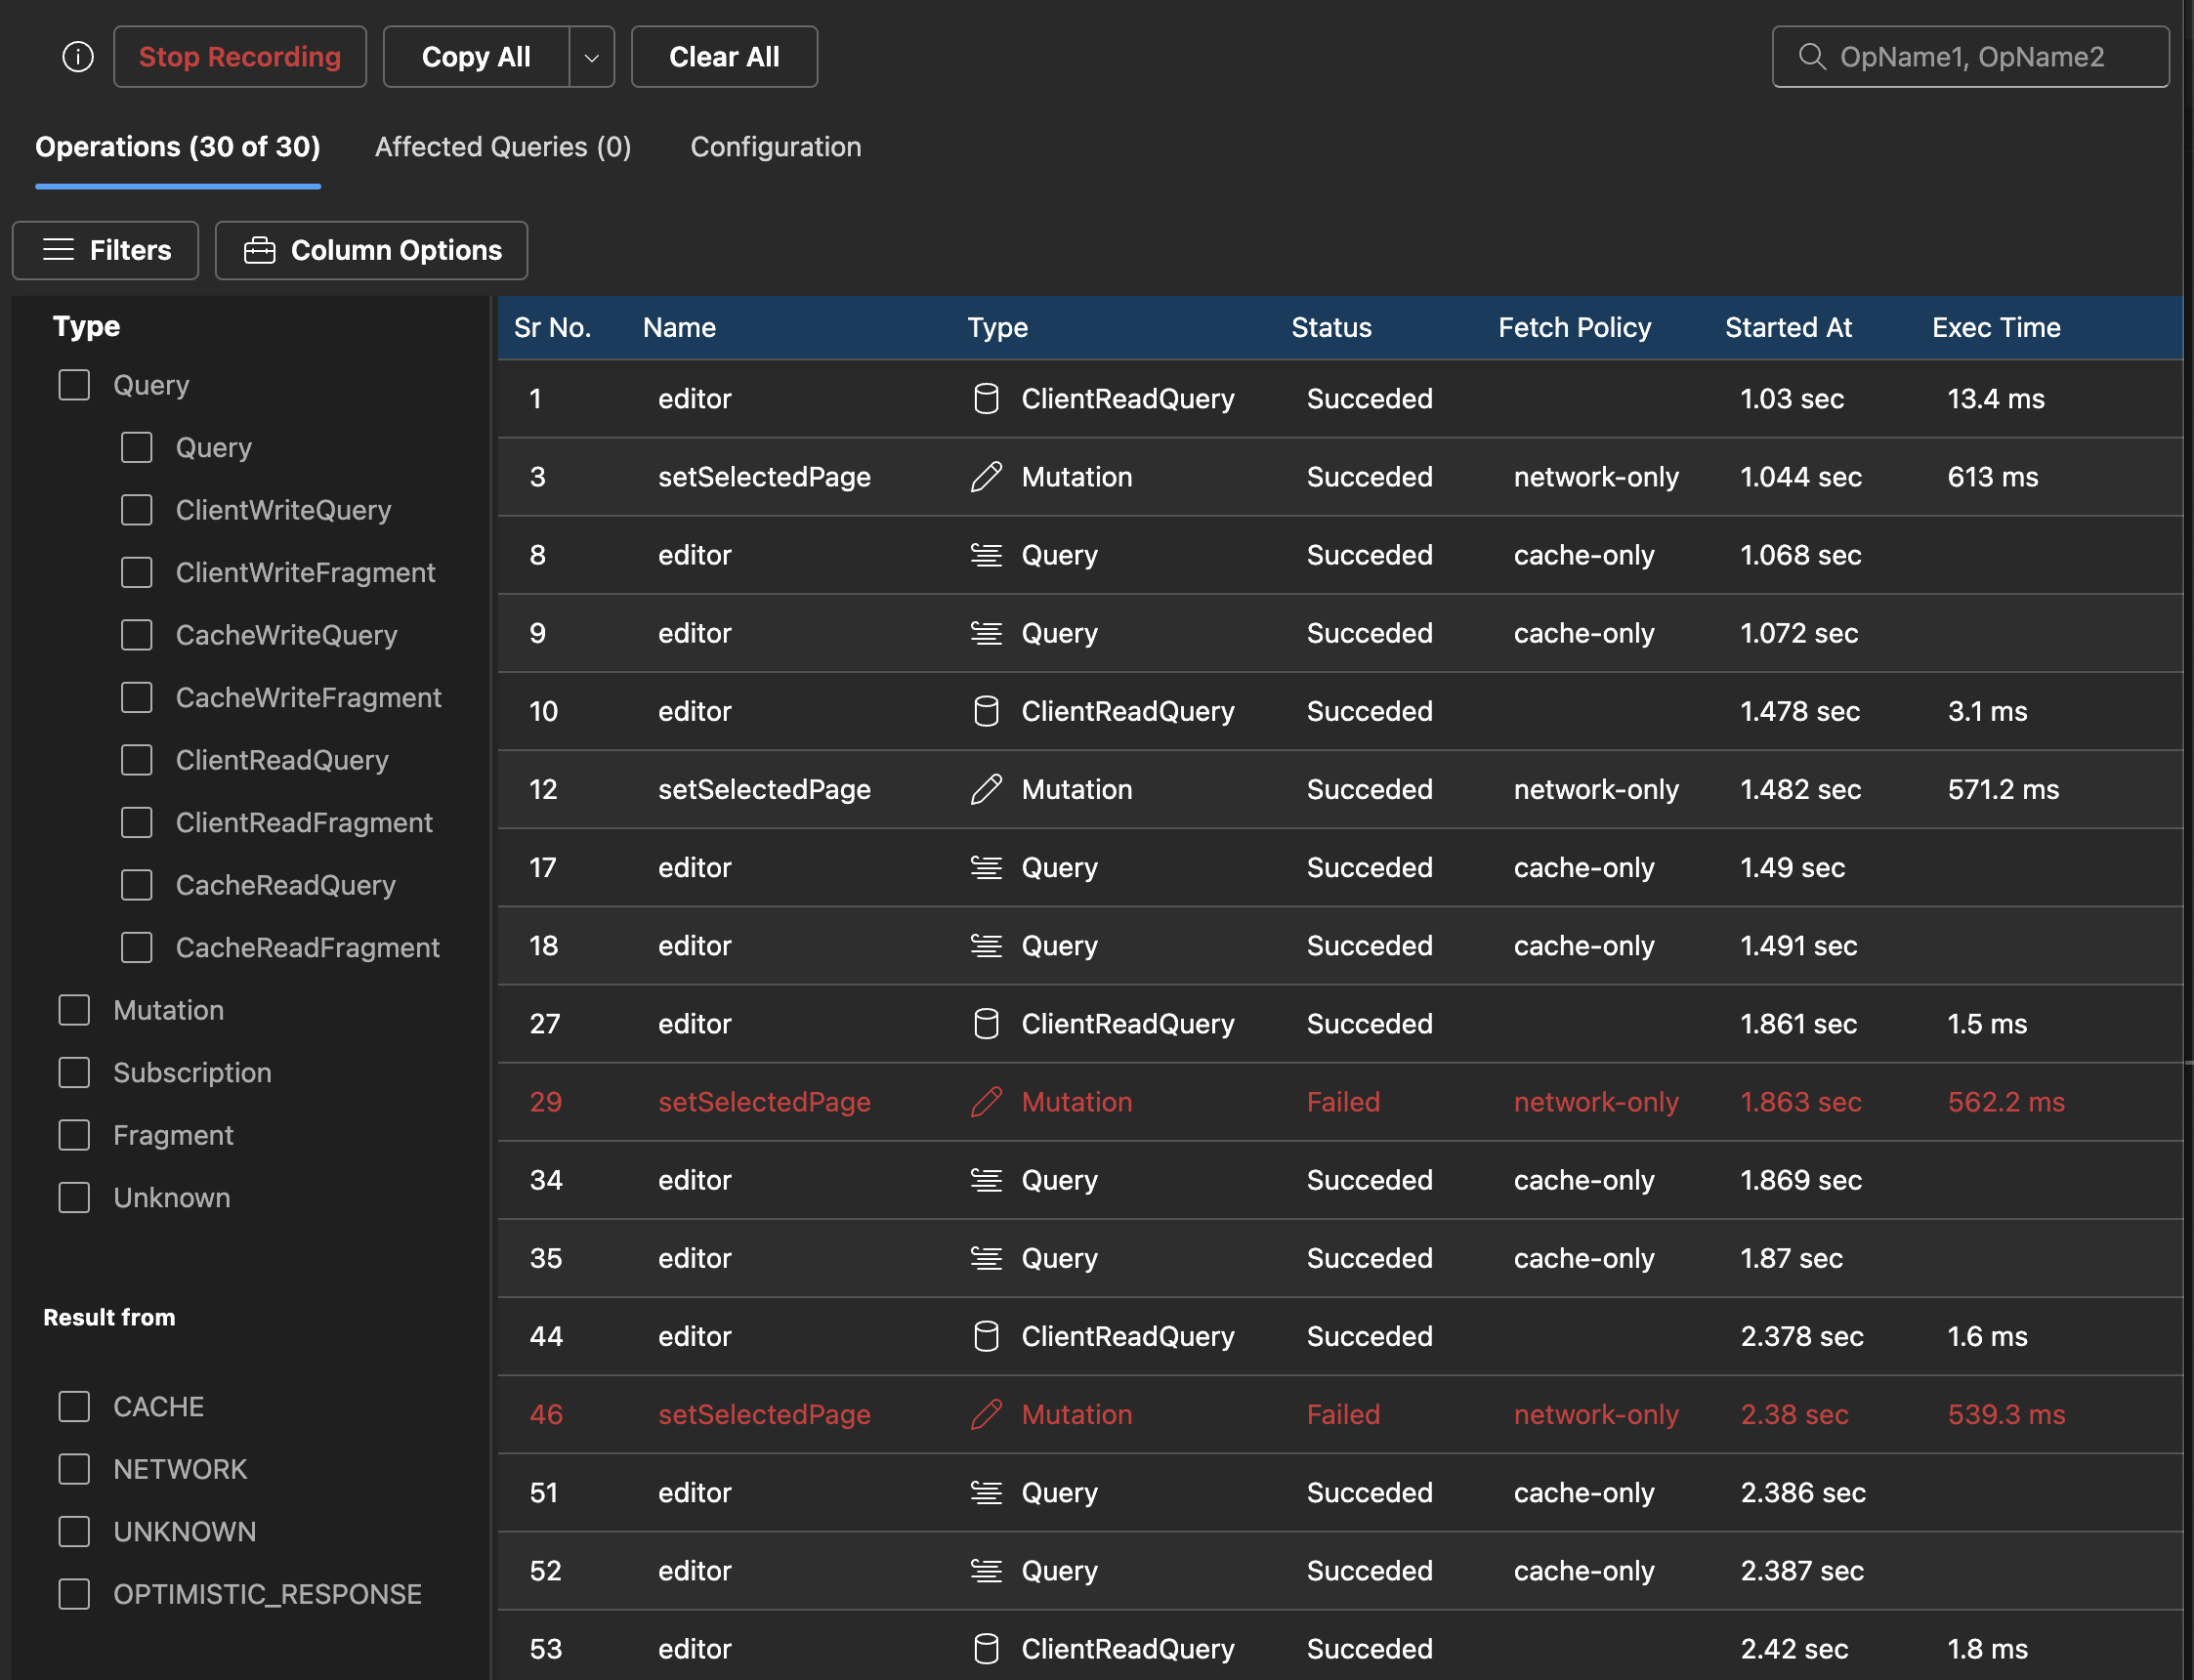 Stop Recording Copy All Clear All OpName1, OpName2
Operations (30 of 30) Affected Queries (0) Configuration
Filters Column Options
Type
Query
Query
ClientWriteQuery
ClientWriteFragment
CacheWriteQuery
CacheWriteFragment
ClientReadQuery
ClientReadFragment
CacheReadQuery
CacheReadFragment
Mutation
Subscription
Fragment
Unknown
Result from
CACHE
NETWORK
UNKNOWN
OPTIMISTIC_RESPONSE
Sr No. Name Type Status Fetch Policy Started At Exec Time
1 editor ClientReadQuery Succeded 1.03 sec 13.4 ms
3 setSelectedPage Mutation Succeded network-only 1.044 sec 613 ms
8 editor Query Succeded cache-only 1.068 sec
9 editor Query Succeded cache-only 1.072 sec
10 editor ClientReadQuery Succeded 1.478 sec 3.1 ms
12 setSelectedPage Mutation Succeded network-only 1.482 sec 571.2 ms
17 editor Query Succeded cache-only 1.49 sec
18 editor Query Succeded cache-only 1.491 sec
27 editor ClientReadQuery Succeded 1.861 sec 1.5 ms
29 setSelectedPage Mutation Failed network-only 1.863 sec 562.2 ms
34 editor Query Succeded cache-only 1.869 sec
35 editor Query Succeded cache-only 1.87 sec
44 editor ClientReadQuery Succeded 2.378 sec 1.6 ms
46 setSelectedPage Mutation Failed network-only 2.38 sec 539.3 ms
51 editor Query Succeded cache-only 2.386 sec
52 editor Query Succeded cache-only 2.387 sec
53 editor ClientReadQuery Succeded 2.42 sec 1.8 ms